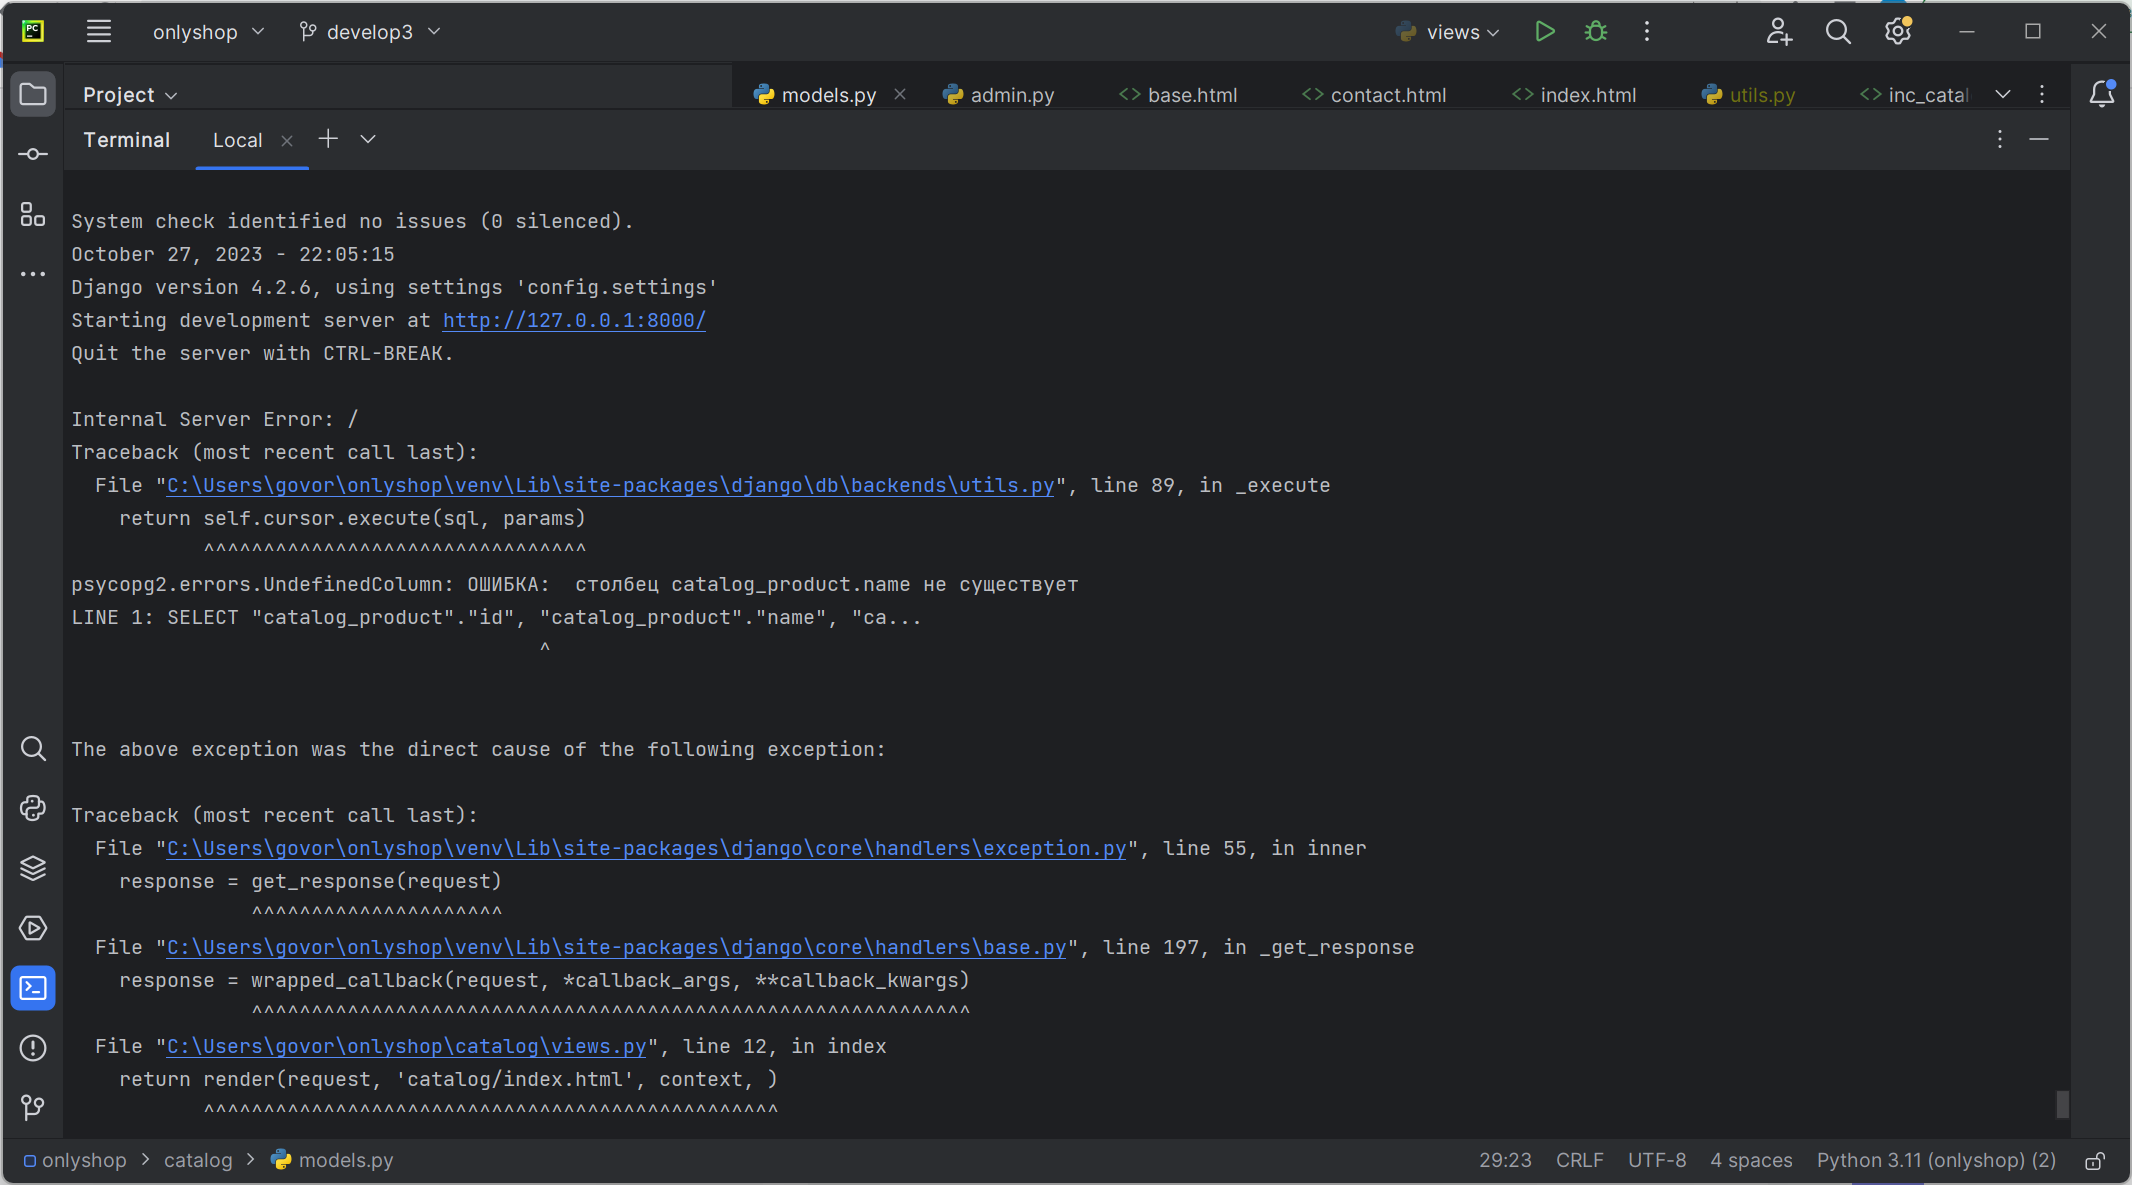 PC
onlyshop
develop3
views
Project
models.py
admin.py
base.html
contact.html
index.html
utils.py
inc_catal
Terminal
Local
System check identified no issues (0 silenced).
October 27, 2023 - 22:05:15
Django version 4.2.6, using settings 'config.settings'
Starting development server at http://127.0.0.1:8000/
Quit the server with CTRL-BREAK.
Internal Server Error: /
Traceback (most recent call last):
File "C:\Users\govor\onlyshop\venv\Lib\site-packages\django\db\backends\utils.py", line 89, in _execute
return self.cursor.execute(sql, params)
^^^^^^^^^^^^^^^^^^^^^^^^^^^^^^^^
psycopg2.errors.UndefinedColumn: ОШИБКА:  столбец catalog_product.name не существует
LINE 1: SELECT "catalog_product"."id", "catalog_product"."name", "ca...
^
The above exception was the direct cause of the following exception:
Traceback (most recent call last):
File "C:\Users\govor\onlyshop\venv\Lib\site-packages\django\core\handlers\exception.py", line 55, in inner
response = get_response(request)
^^^^^^^^^^^^^^^^^^^^^
File "C:\Users\govor\onlyshop\venv\Lib\site-packages\django\core\handlers\base.py", line 197, in _get_response
response = wrapped_callback(request, *callback_args, **callback_kwargs)
^^^^^^^^^^^^^^^^^^^^^^^^^^^^^^^^^^^^^^^^^^^^^^^^^^^^^^^^^^^^
File "C:\Users\govor\onlyshop\catalog\views.py", line 12, in index
return render(request, 'catalog/index.html', context, )
^^^^^^^^^^^^^^^^^^^^^^^^^^^^^^^^^^^^^^^^^^^^^^^^
onlyshop > catalog > models.py
29:23 CRLF UTF-8 4 spaces Python 3.11 (onlyshop) (2)